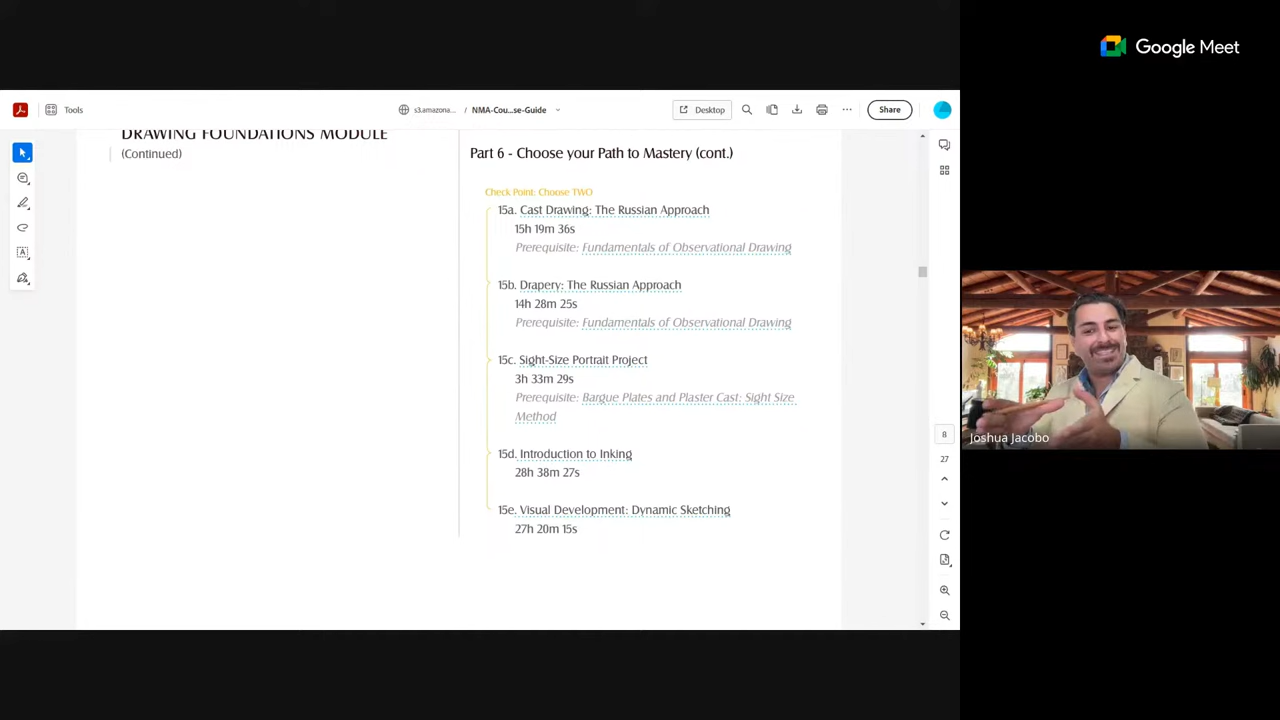 Google Meet
Tools
s3.amazona... / NMA-Cou...se-Guide
Desktop
Share
DRAWING FOUNDATIONS MODULE
(Continued)
Part 6 - Choose your Path to Mastery (cont.)
Check Point: Choose TWO
15a. Cast Drawing: The Russian Approach
15h 19m 36s
Prerequisite: Fundamentals of Observational Drawing
15b. Drapery: The Russian Approach
14h 28m 25s
Prerequisite: Fundamentals of Observational Drawing
15c. Sight-Size Portrait Project
3h 33m 29s
Prerequisite: Bargue Plates and Plaster Cast: Sight Size
Method
15d. Introduction to Inking
28h 38m 27s
15e. Visual Development: Dynamic Sketching
27h 20m 15s
8
27
Joshua Jacobo